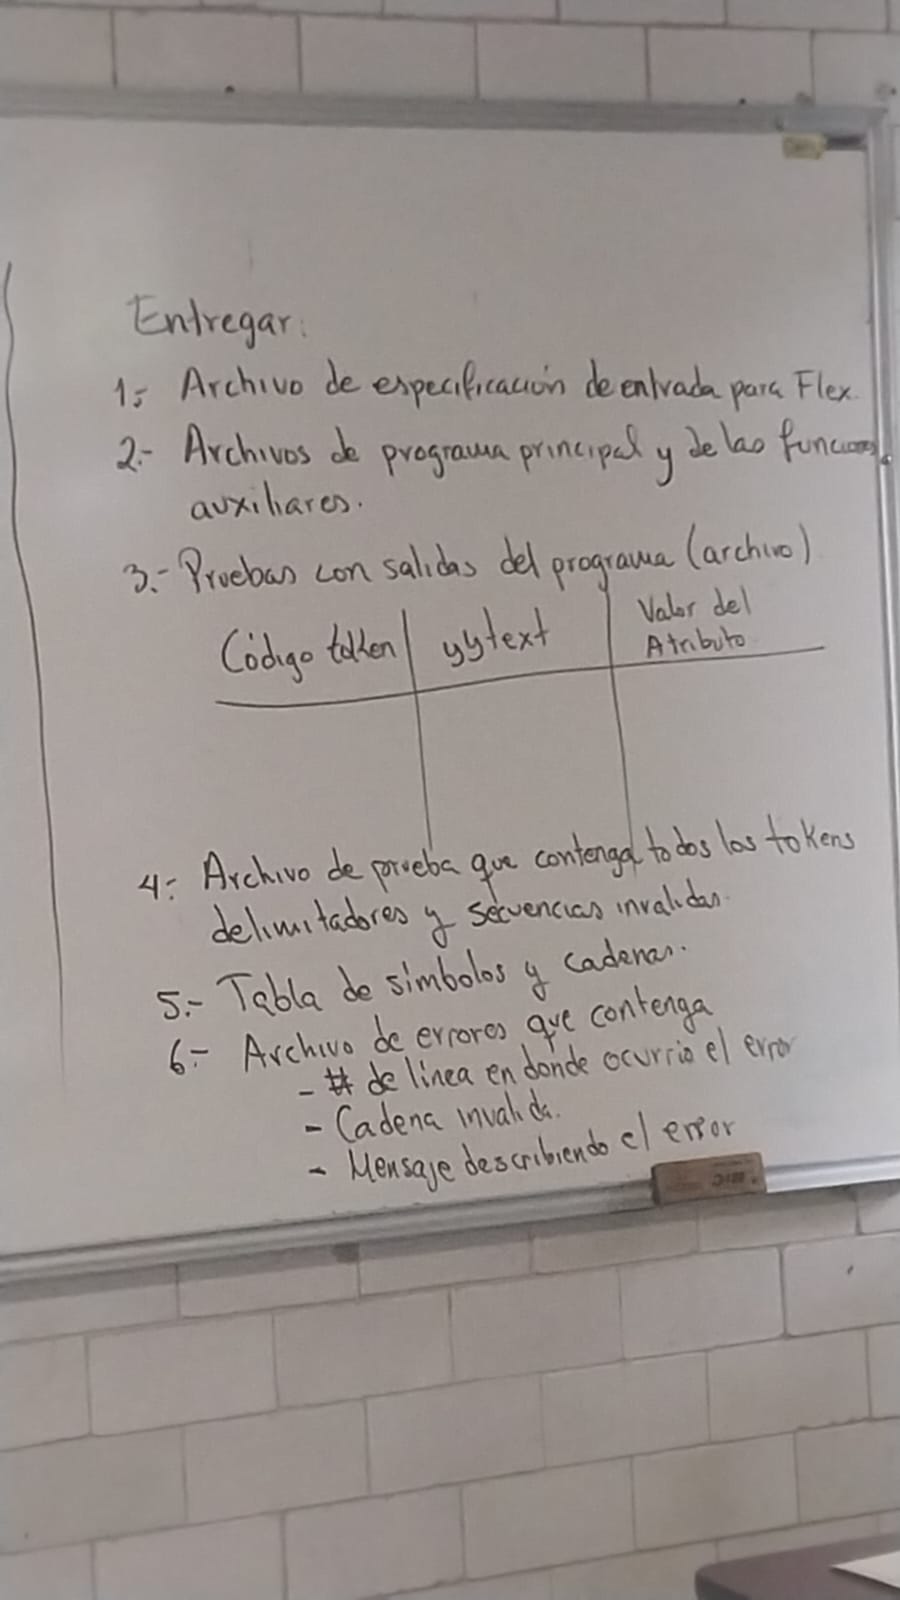 Entregar:
1.- Archivo de especificación de entrada para Flex.
2.- Archivos de programa principal y de las funciones
auxiliares.
3.- Pruebas con salidas del programa (archivo)
Código token | yytext | Valor del
Atributo
4.- Archivo de prueba que contenga todos los tokens
delimitadores y secuencias invalidas.
5.- Tabla de simbolos y cadenas.
6.- Archivo de errores que contenga
- # de linea en donde ocurrio el error
- Cadena invalida.
- Mensaje describiendo el error
BIC